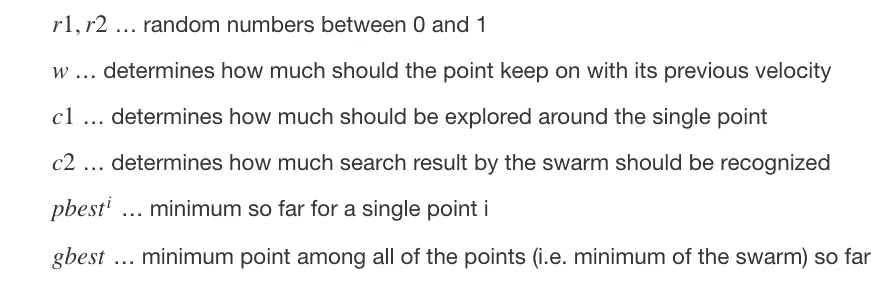 r1, r2 … random numbers between 0 and 1
w … determines how much should the point keep on with its previous velocity
c1 … determines how much should be explored around the single point
c2 … determines how much search result by the swarm should be recognized
pbestⁱ … minimum so far for a single point i
gbest … minimum point among all of the points (i.e. minimum of the swarm) so far